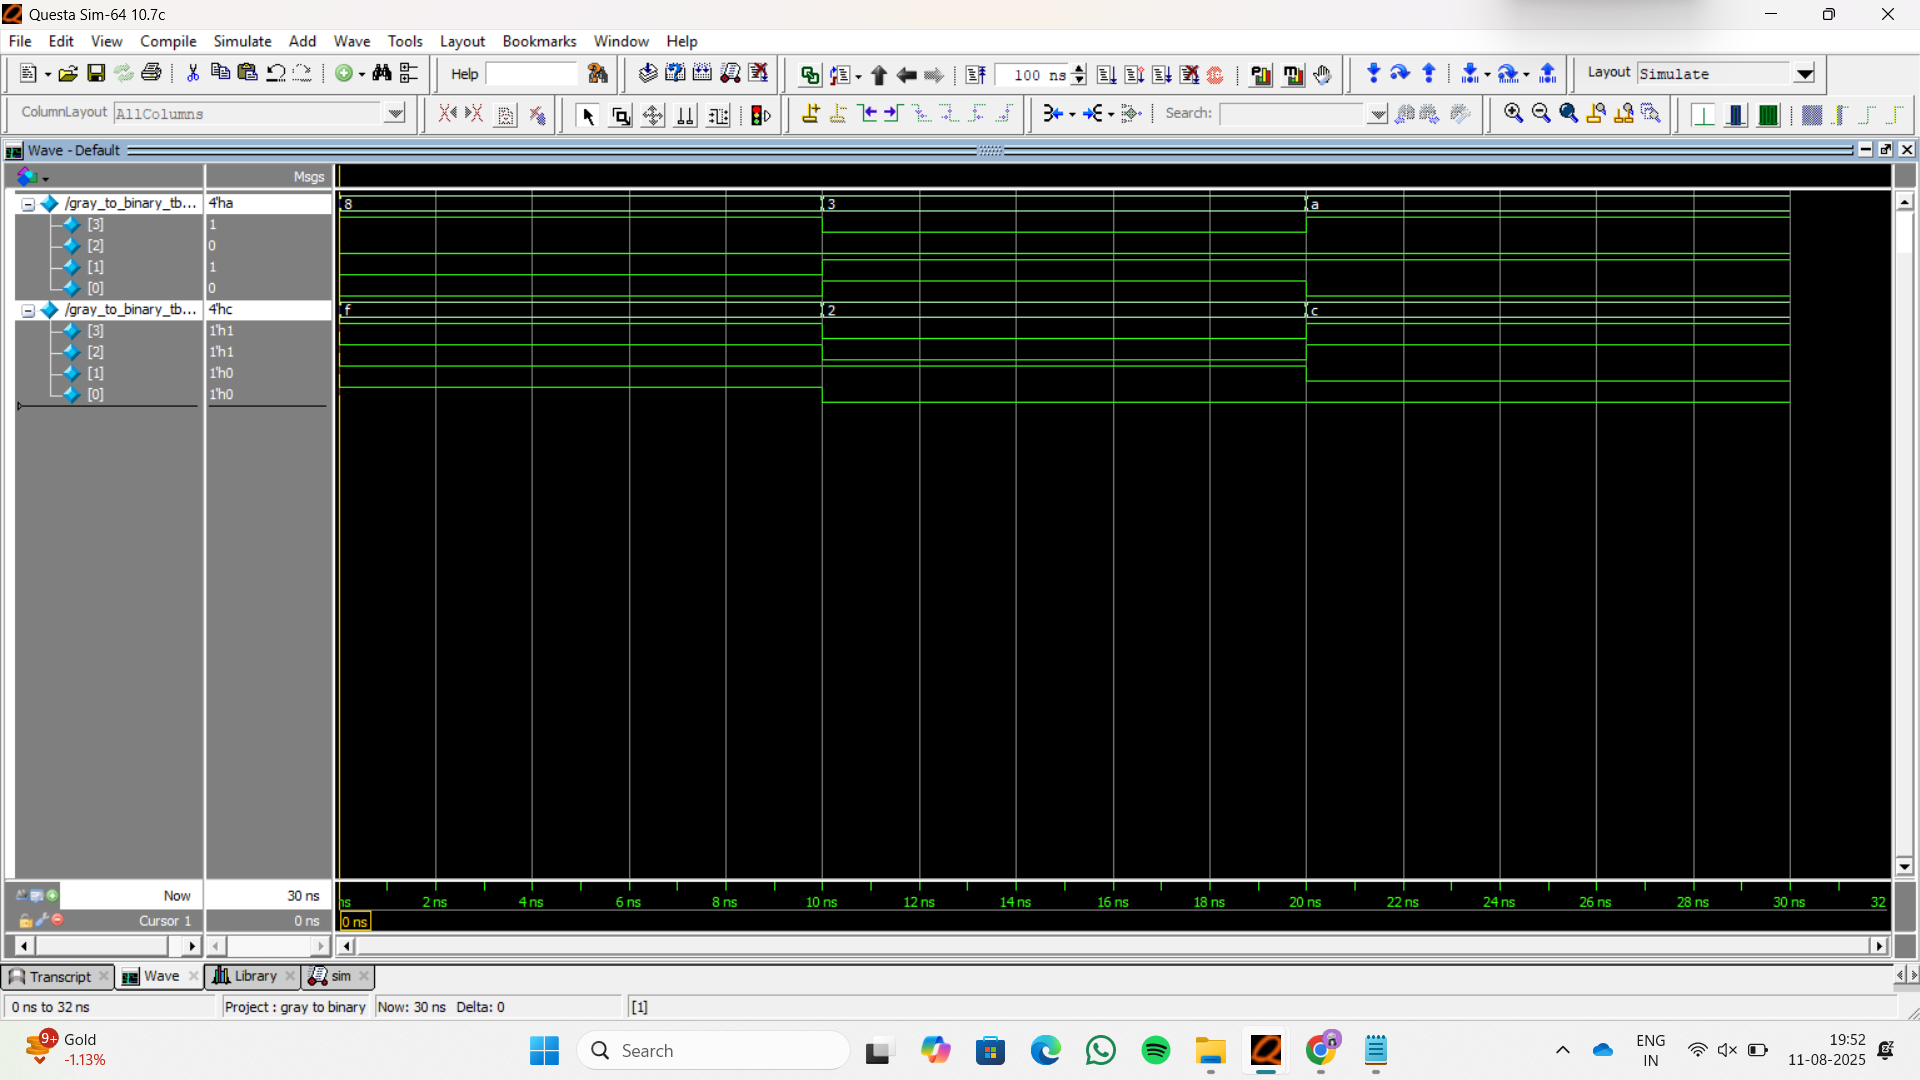 Questa Sim-64 10.7c
File Edit View Compile Simulate Add Wave Tools Layout Bookmarks Window Help
Help 100 ns Layout Simulate
ColumnLayout AllColumns Search:
Wave - Default
Msgs
/gray_to_binary_tb... 4'ha 8 3 a
[3] 1
[2] 0
[1] 1
[0] 0
/gray_to_binary_tb... 4'hc f 2 c
[3] 1'h1
[2] 1'h1
[1] 1'h0
[0] 1'h0
Now 30 ns ns 2 ns 4 ns 6 ns 8 ns 10 ns 12 ns 14 ns 16 ns 18 ns 20 ns 22 ns 24 ns 26 ns 28 ns 30 ns 32
Cursor 1 0 ns 0 ns
Transcript Wave Library sim
0 ns to 32 ns Project : gray to binary Now: 30 ns Delta: 0 [1]
9+ Gold
-1.13%
Search
ENG
IN
19:52
11-08-2025